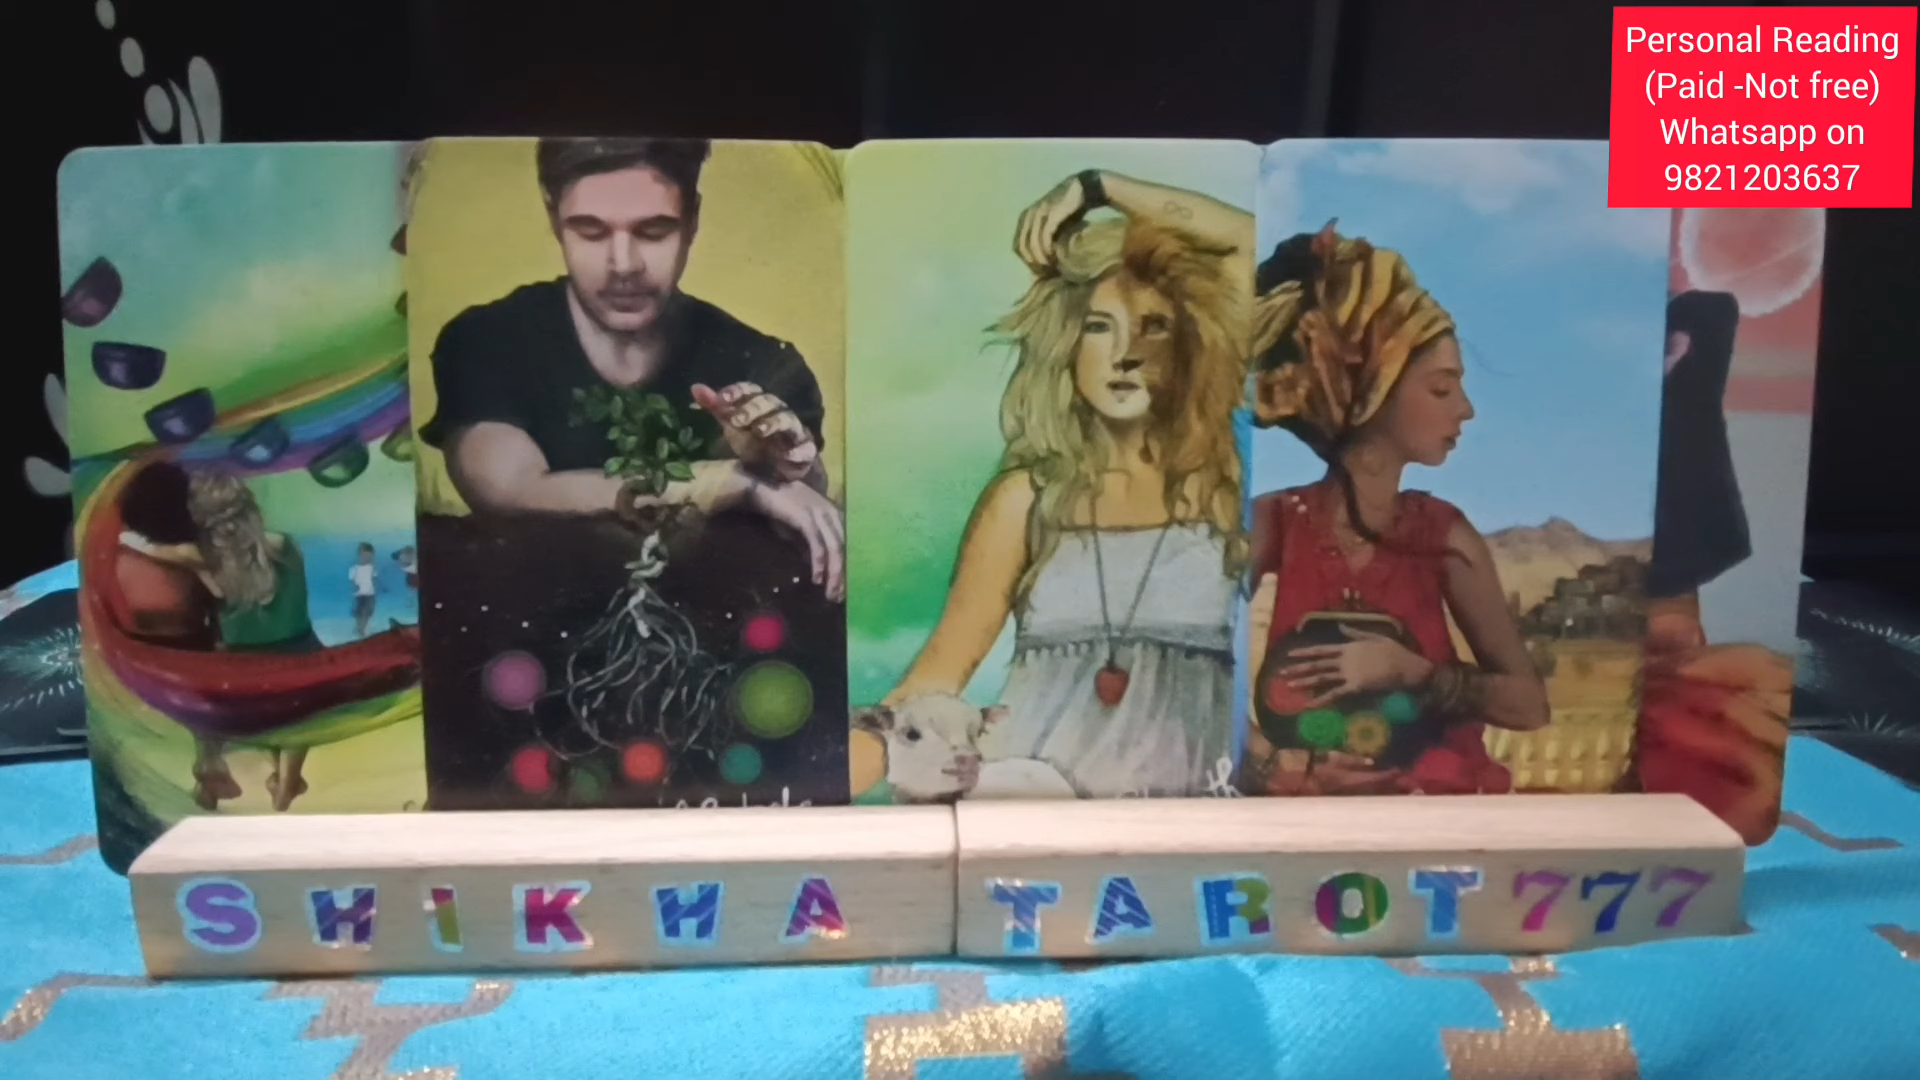 Personal Reading
(Paid -Not free)
Whatsapp on
9821203637
SHIKHA TAROT777